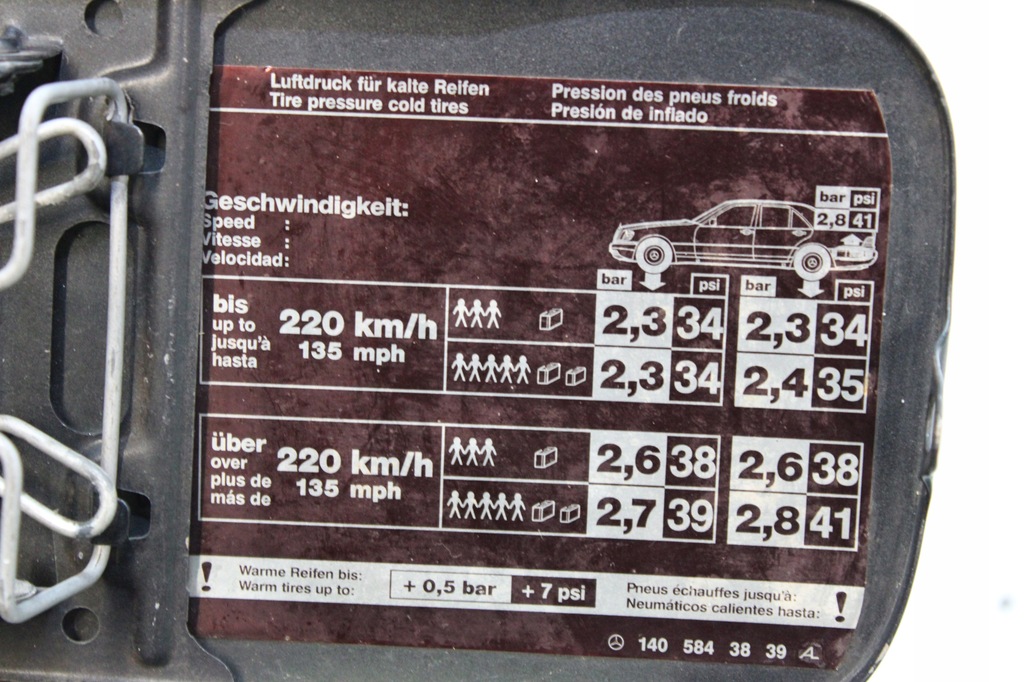 Luftdruck für kalte Reifen
Tire pressure cold tires
Pression des pneus froids
Presión de inflado
Geschwindigkeit:
Speed :
Vitesse :
Velocidad:
bar psi
2,8 41
bar psi bar psi
bis
up to
jusqu'à
hasta
220 km/h
135 mph
2,3 34 2,3 34
2,3 34 2,4 35
über
over
plus de
más de
220 km/h
135 mph
2,6 38 2,6 38
2,7 39 2,8 41
! Warme Reifen bis:
Warm tires up to:
+ 0,5 bar + 7 psi
Pneus échauffes jusqu'à:
Neumáticos calientes hasta: !
140 584 38 39 AL